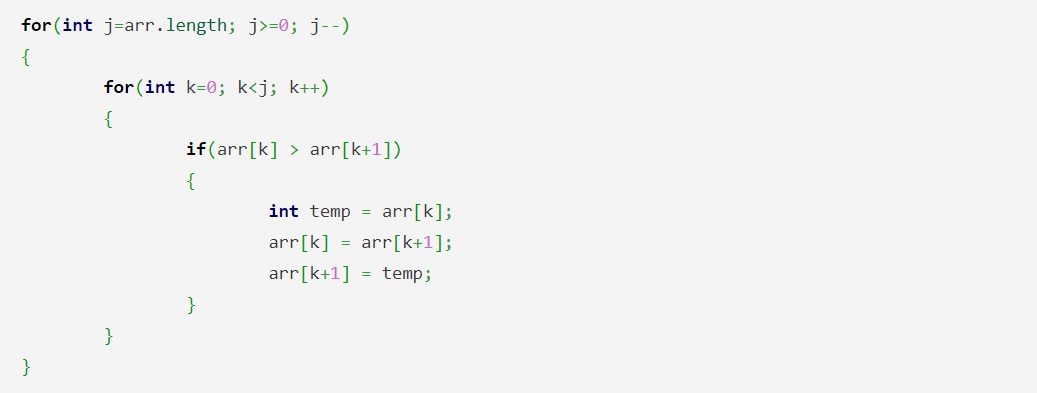 for(int j=arr.length; j>=0; j--)
{
for(int k=0; k<j; k++)
{
if(arr[k] > arr[k+1])
{
int temp = arr[k];
arr[k] = arr[k+1];
arr[k+1] = temp;
}
}
}